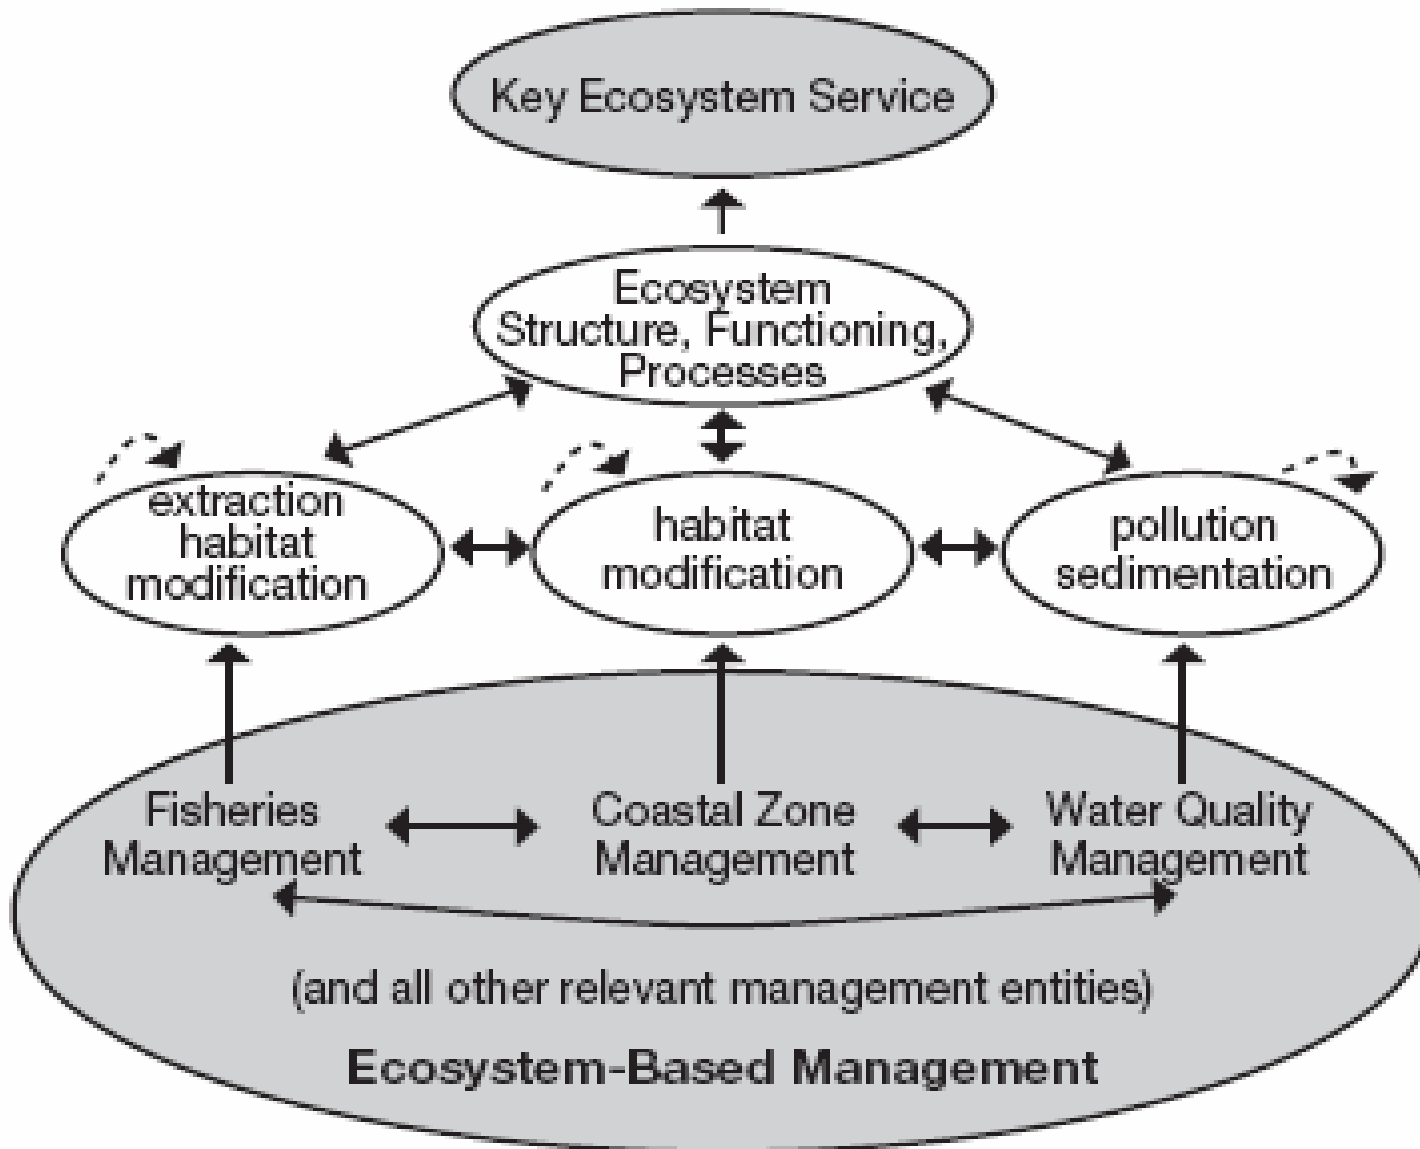 Key Ecosystem Service
Ecosystem
Structure, Functioning,
Processes
extraction
habitat
modification
habitat
modification
pollution
sedimentation
Fisheries
Management
Coastal Zone
Management
Water Quality
Management
(and all other relevant management entities)
Ecosystem-Based Management